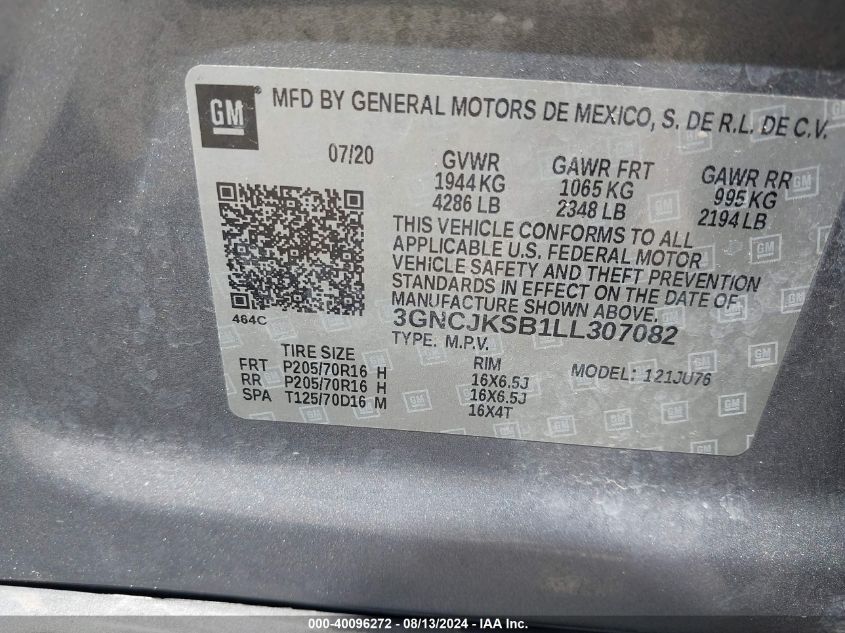 GM MFD BY GENERAL MOTORS DE MEXICO, S. DE R.L. DE C.V.
07/20 GVWR GAWR FRT GAWR RR
1944 KG 1065 KG 995 KG
4286 LB 2348 LB 2194 LB
THIS VEHICLE CONFORMS TO ALL
APPLICABLE U.S. FEDERAL MOTOR
VEHICLE SAFETY AND THEFT PREVENTION
STANDARDS IN EFFECT ON THE DATE OF
MANUFACTURE SHOWN ABOVE.
464C 3GNCJKSB1LL307082
TYPE: M.P.V.
TIRE SIZE RIM MODEL: 121JU76
FRT P205/70R16 H 16X6.5J
RR P205/70R16 H 16X6.5J
SPA T125/70D16 M 16X4T
000-40096272 - 08/13/2024 - IAA Inc.